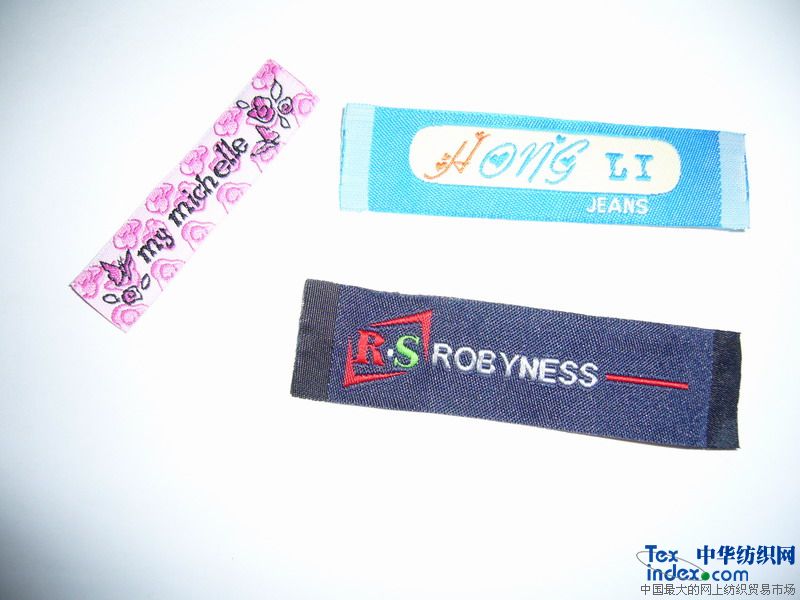 my michelle
HONG LI
JEANS
R·S ROBYNESS
Tex 中华纺织网
index.com
中国最大的网上纺织贸易市场